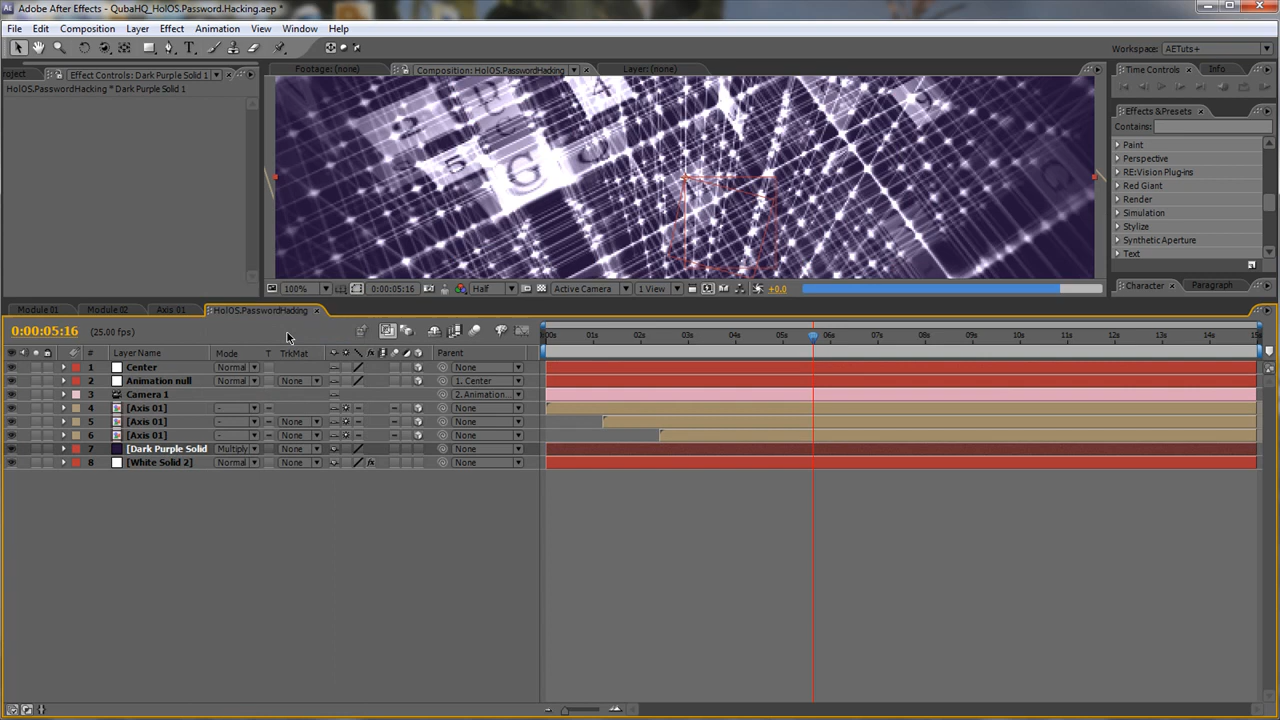 Adobe After Effects - QubaHQ_HolOS.Password.Hacking.aep *
File Edit Composition Layer Effect Animation View Window Help
Workspace: AETuts+
roject Effect Controls: Dark Purple Solid 1
Footage: (none) Composition: HolOS.PasswordHacking Layer: (none)
Time Controls Info
HolOS.PasswordHacking * Dark Purple Solid 1
Effects & Presets
Contains:
Paint
Perspective
RE:Vision Plug-ins
Red Giant
Render
Simulation
Stylize
Synthetic Aperture
Text
2
4
5
6
100% 0:00:05:16 Half Active Camera 1 View +0.0
Character Paragraph
Module 01 Module 02 Axis 01 HolOS.PasswordHacking
0:00:05:16 (25.00 fps)
:00s 01s 02s 03s 04s 05s 06s 07s 08s 09s 10s 11s 12s 13s 14s 15s
# Layer Name Mode T TrkMat Parent
1 Center Normal None
2 Animation null Normal None 1. Center
3 Camera 1 2. Animation
4 [Axis 01] - None
5 [Axis 01] - None None
6 [Axis 01] - None None
7 [Dark Purple Solid Multiply None None
8 [White Solid 2] Normal None None